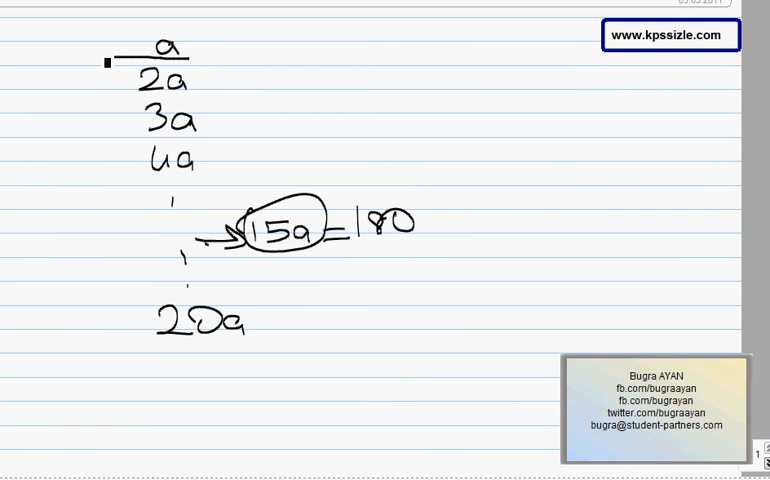 www.kpssizle.com
a
2a
3a
4a
15a = 180
20a
Bugra AYAN
fb.com/bugraayan
fb.com/bugrayan
twitter.com/bugraayan
bugra@student-partners.com
1